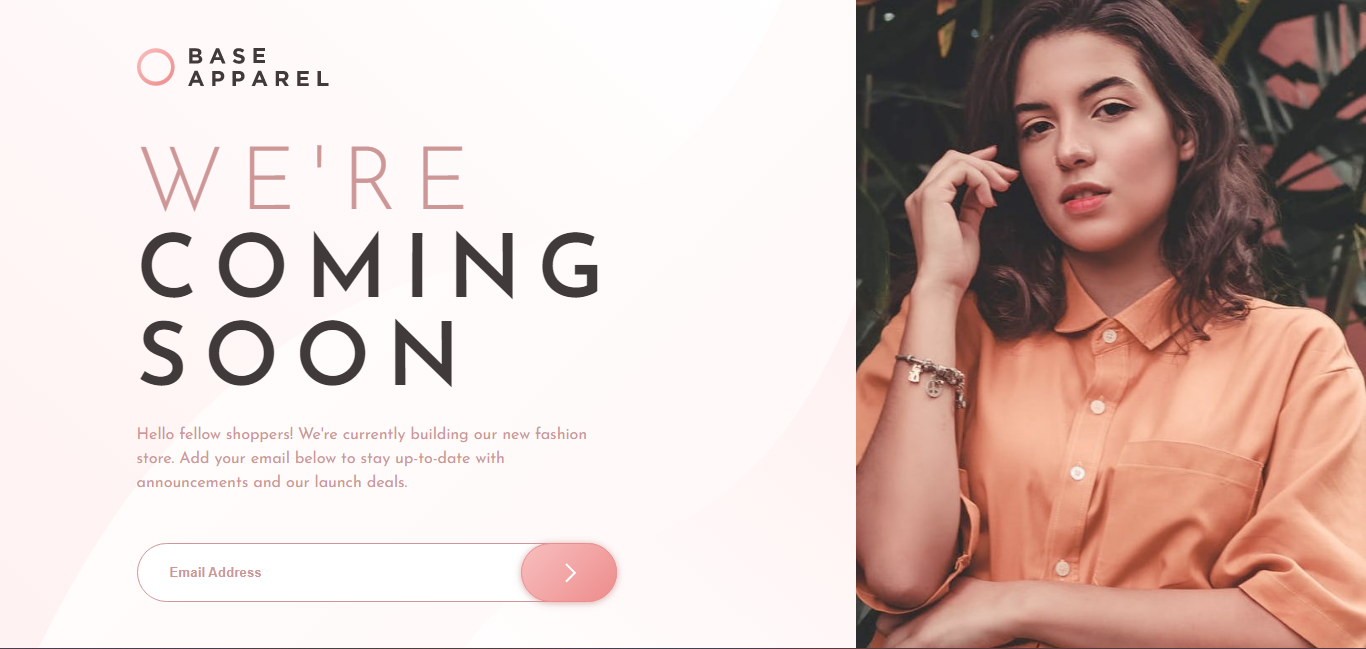 BASE
APPAREL
WE'RE
COMING
SOON
Hello fellow shoppers! We're currently building our new fashion
store. Add your email below to stay up-to-date with
announcements and our launch deals.
Email Address